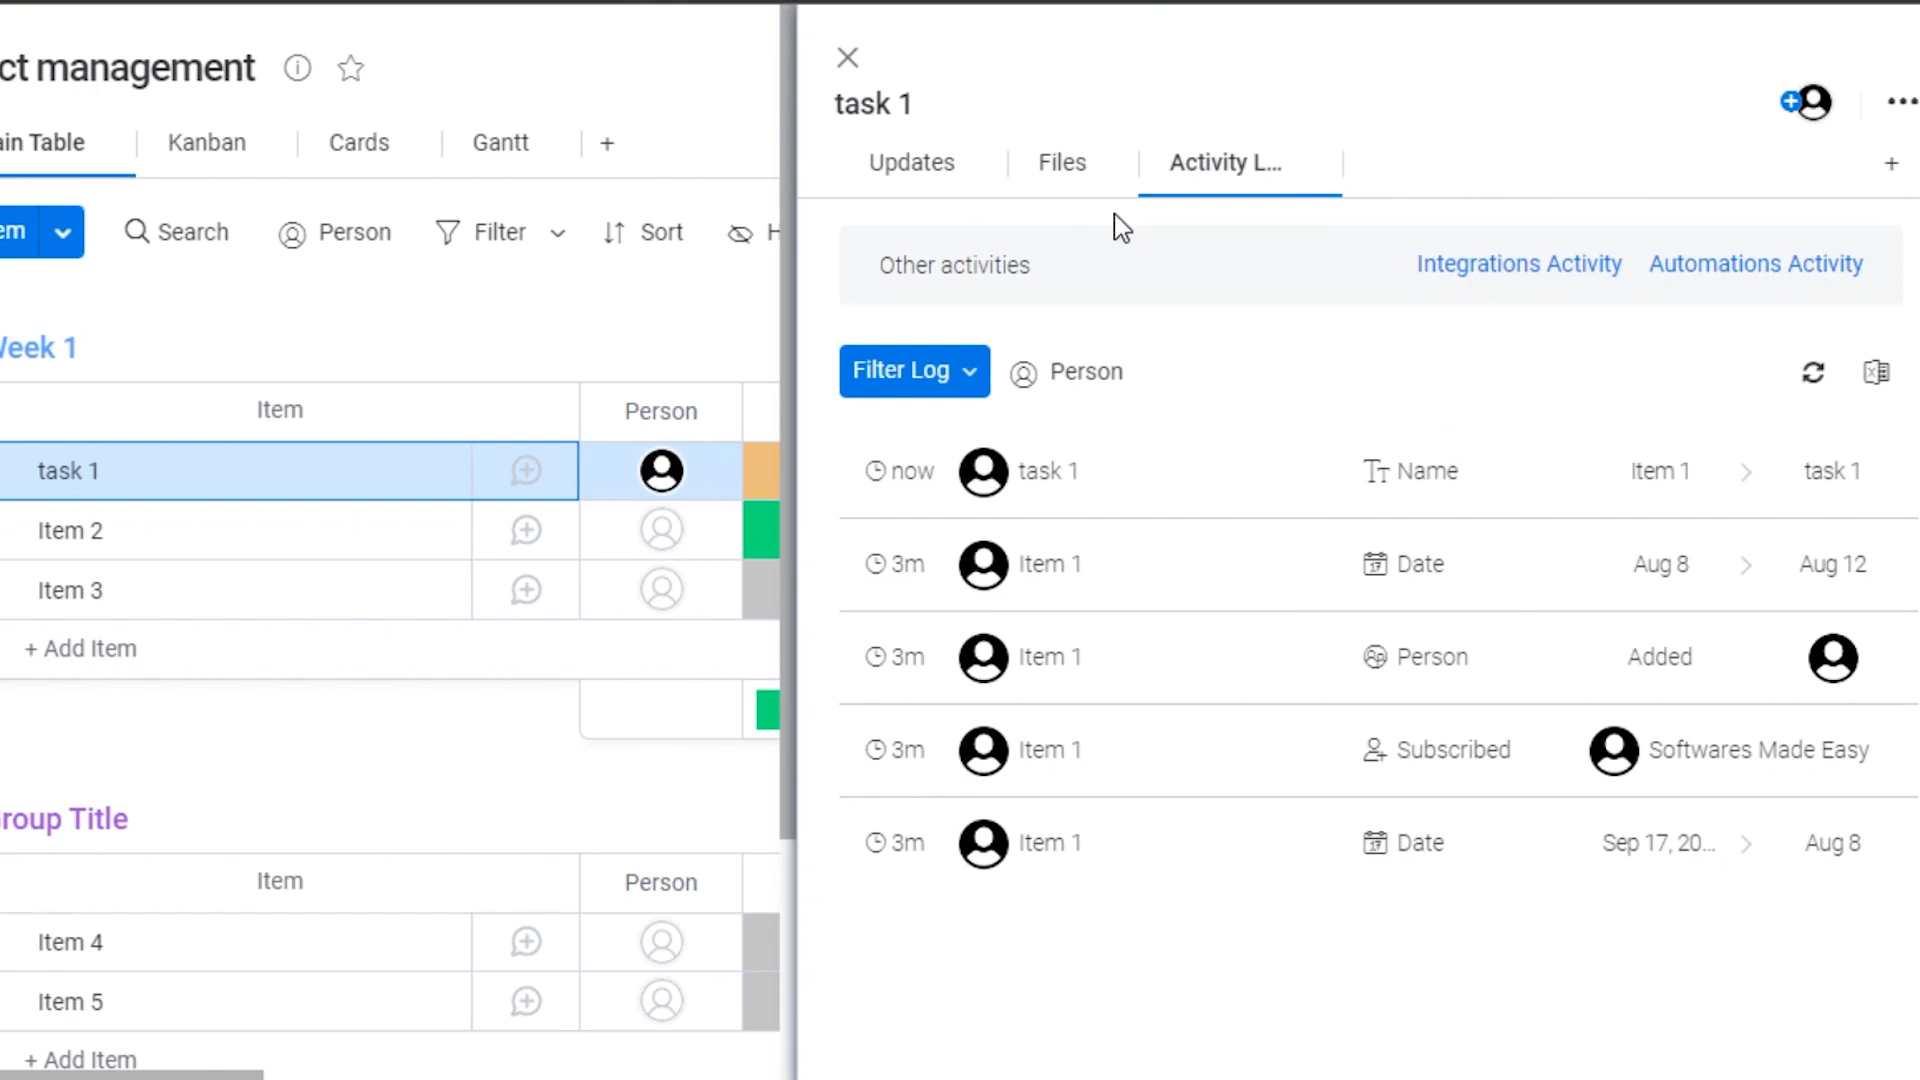 ct management
ain Table
Kanban
Cards
Gantt
+
em
Search
Person
Filter
Sort
H
Week 1
Item
Person
task 1
Item 2
Item 3
+ Add Item
Group Title
Item
Person
Item 4
Item 5
+ Add Item
task 1
Updates
Files
Activity L...
+
Other activities
Integrations Activity
Automations Activity
Filter Log
Person
now task 1 Name Item 1 > task 1
3m Item 1 Date Aug 8 > Aug 12
3m Item 1 Person Added
3m Item 1 Subscribed Softwares Made Easy
3m Item 1 Date Sep 17, 20... > Aug 8